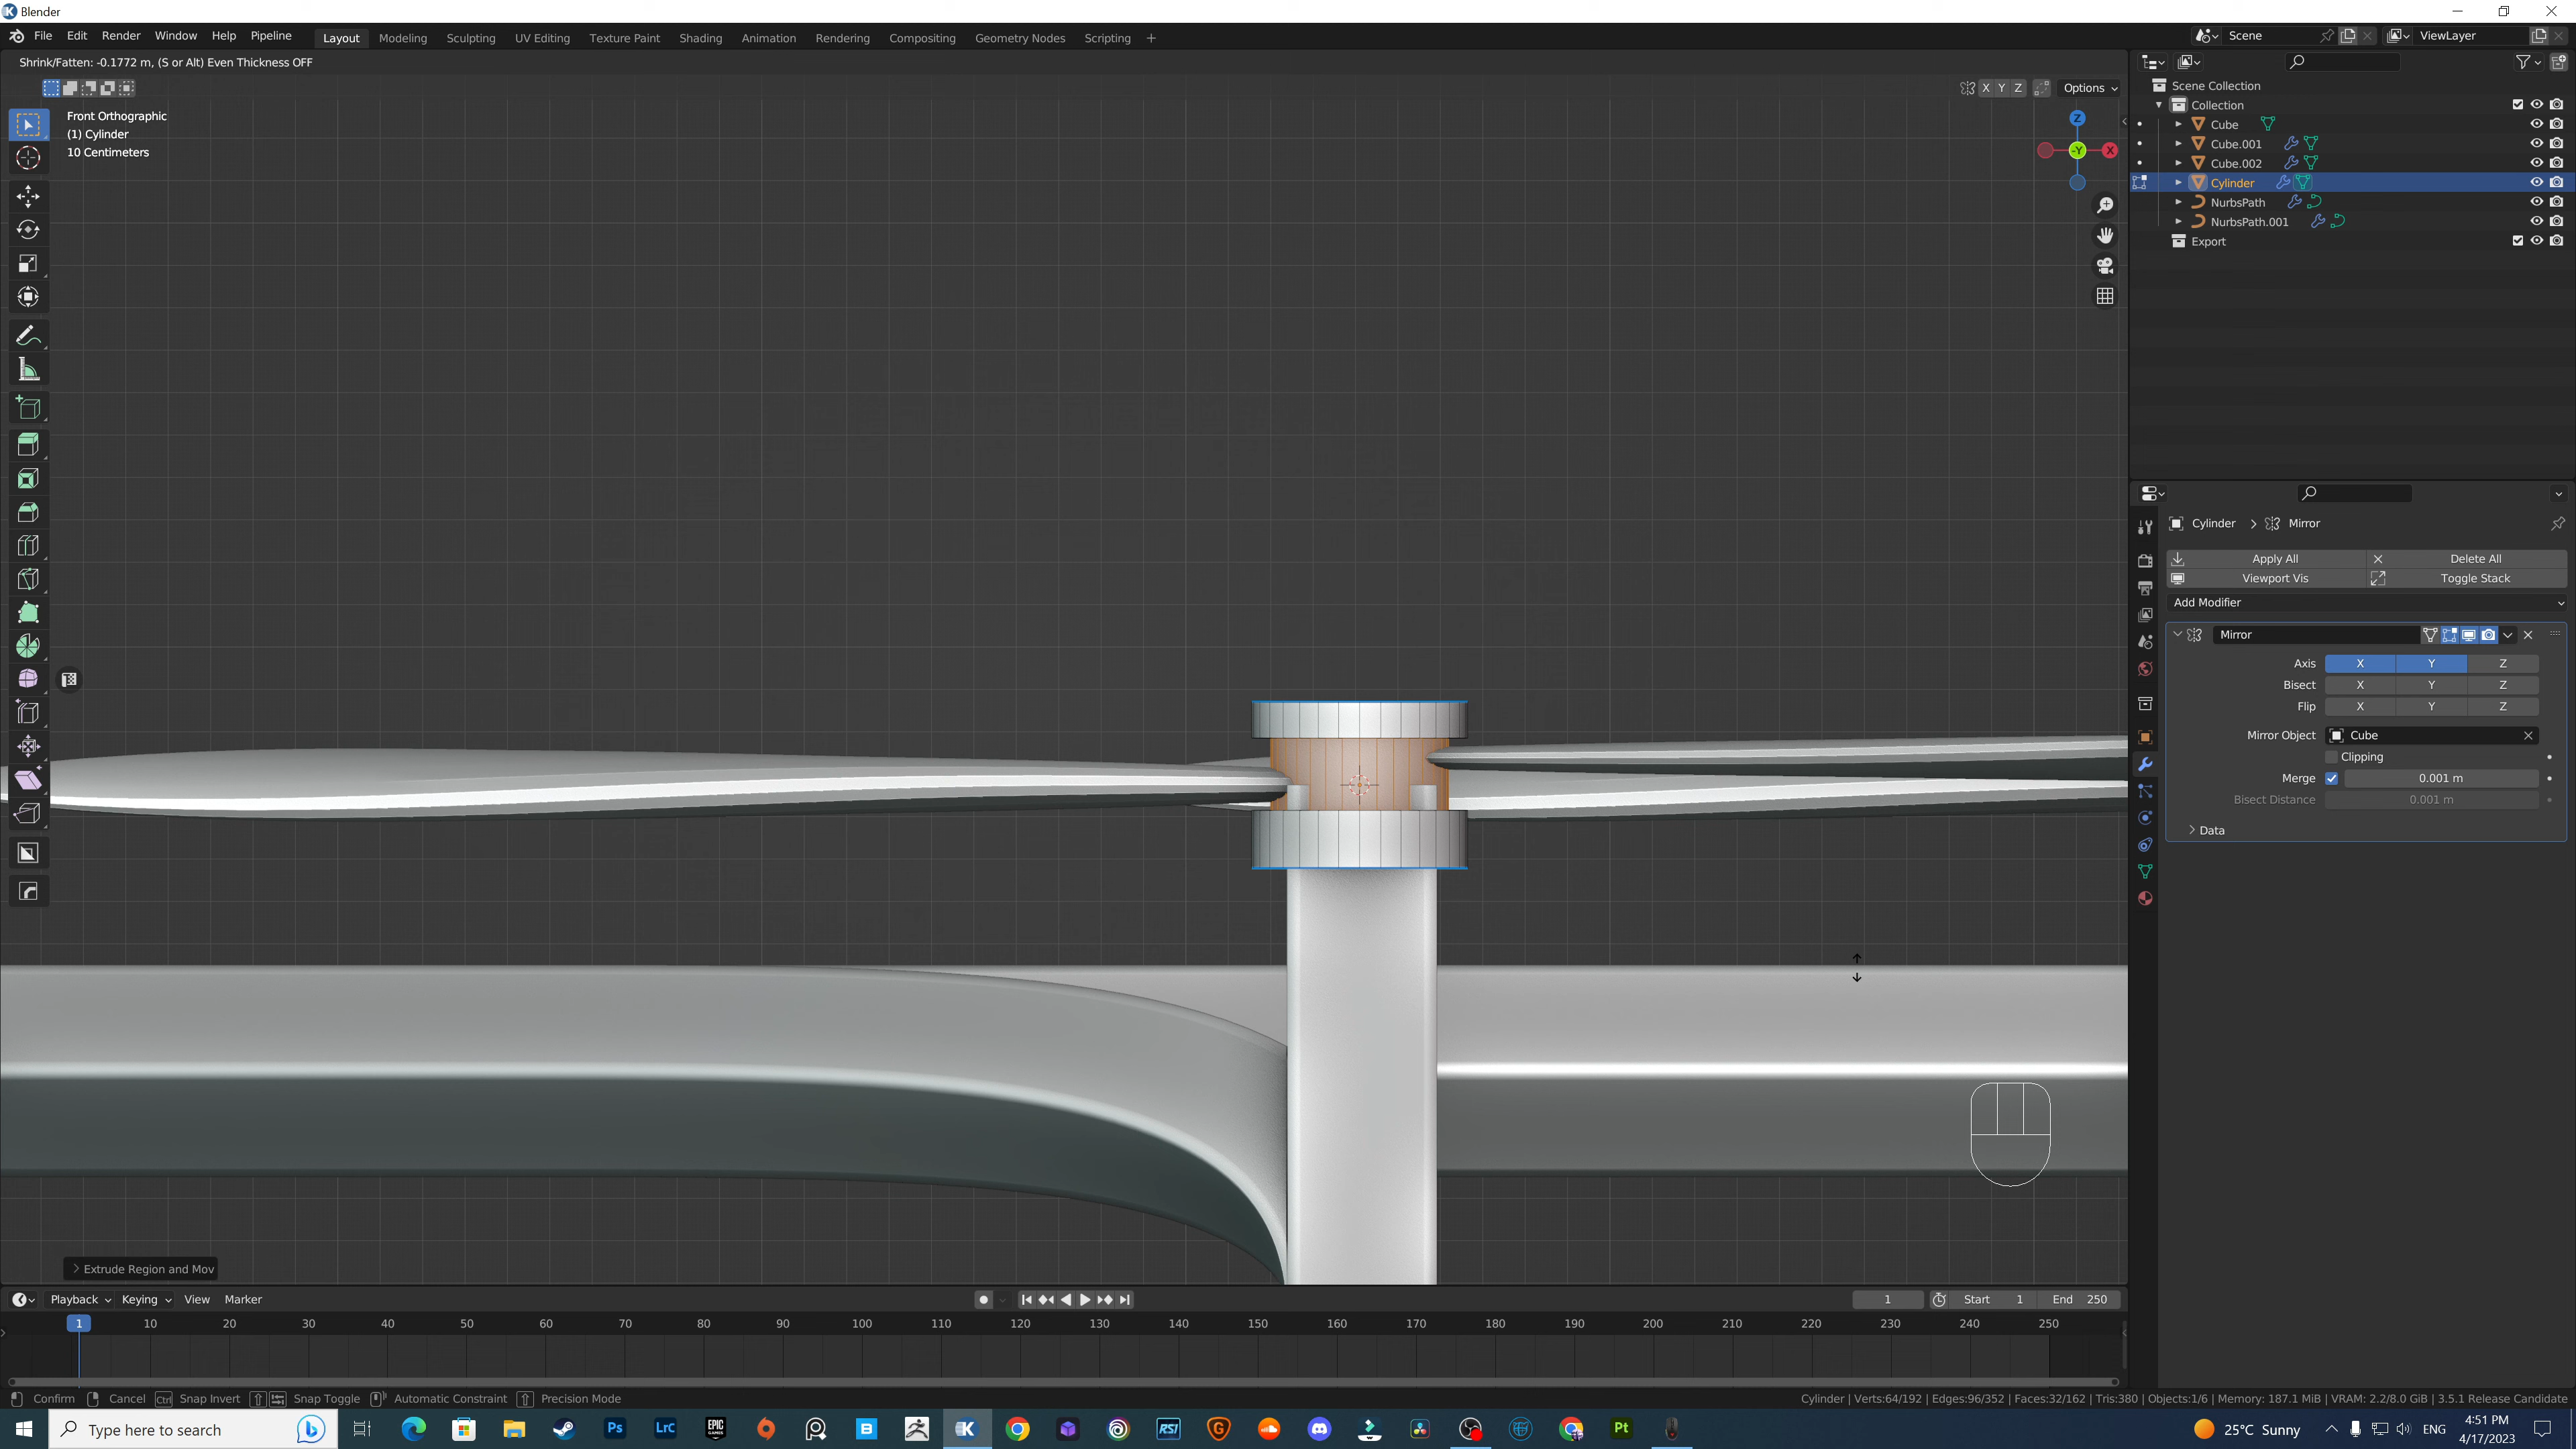 Blender
File Edit Render Window Help Pipeline Layout Modeling Sculpting UV Editing Texture Paint Shading Animation Rendering Compositing Geometry Nodes Scripting + Scene ViewLayer
Shrink/Fatten: -0.1772 m, (S or Alt) Even Thickness OFF
X Y Z Options
Front Orthographic
(1) Cylinder
10 Centimeters
Z
-Y X
Scene Collection
Collection
Cube
Cube.001
Cube.002
Cylinder
NurbsPath
NurbsPath.001
Export
Cylinder > Mirror
Apply All Delete All
Viewport Vis Toggle Stack
Add Modifier
Mirror
Axis X Y Z
Bisect X Y Z
Flip X Y Z
Mirror Object Cube
Clipping
Merge 0.001 m
Bisect Distance 0.001 m
> Data
> Extrude Region and Mov
Playback Keying View Marker 1 Start 1 End 250
1 10 20 30 40 50 60 70 80 90 100 110 120 130 140 150 160 170 180 190 200 210 220 230 240 250
Confirm Cancel Ctrl Snap Invert Snap Toggle Automatic Constraint Precision Mode
Cylinder | Verts:64/192 | Edges:96/352 | Faces:32/162 | Tris:380 | Objects:1/6 | Memory: 187.1 MiB | VRAM: 2.2/8.0 GiB | 3.5.1 Release Candidate
Type here to search Ps LrC EPIC GAMES B K RSI G Pt 25°C Sunny ENG
4:51 PM
4/17/2023